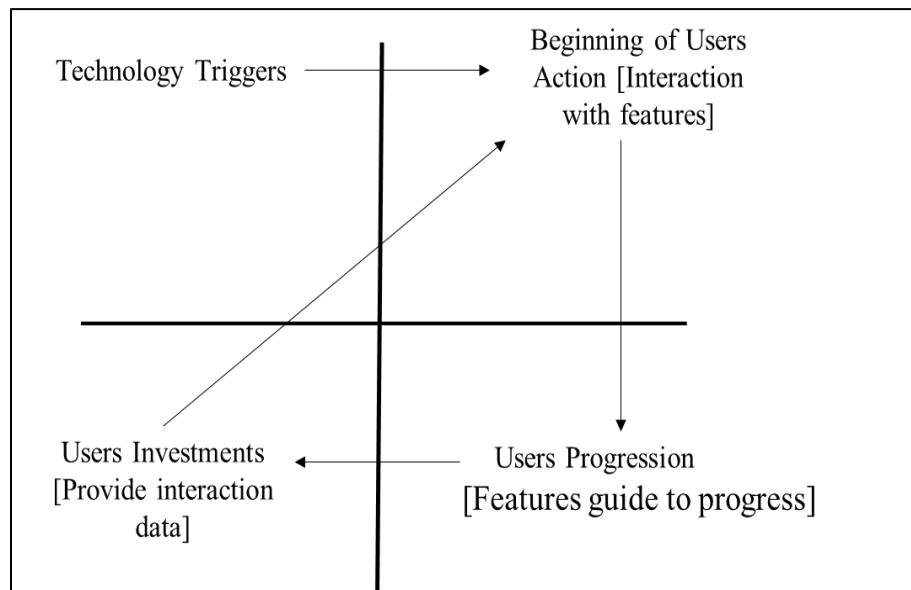 Technology Triggers
Beginning of Users
Action [Interaction
with features]
Users Investments
[Provide interaction
data]
Users Progression
[Features guide to progress]